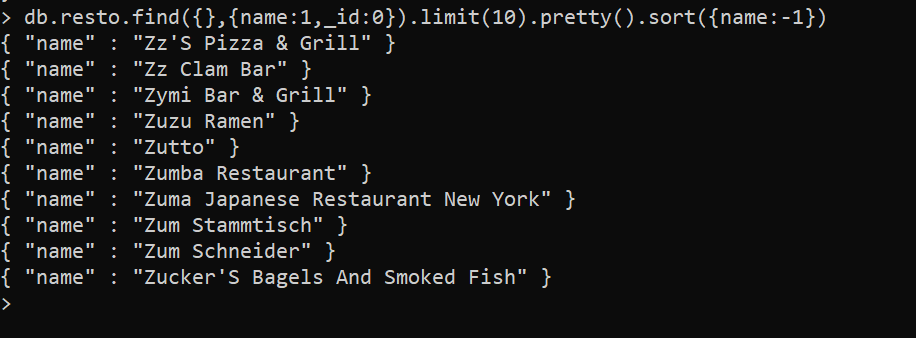 > db.resto.find({},{name:1,_id:0}).limit(10).pretty().sort({name:-1})
{ "name" : "Zz'S Pizza & Grill" }
{ "name" : "Zz Clam Bar" }
{ "name" : "Zymi Bar & Grill" }
{ "name" : "Zuzu Ramen" }
{ "name" : "Zutto" }
{ "name" : "Zumba Restaurant" }
{ "name" : "Zuma Japanese Restaurant New York" }
{ "name" : "Zum Stammtisch" }
{ "name" : "Zum Schneider" }
{ "name" : "Zucker'S Bagels And Smoked Fish" }
>